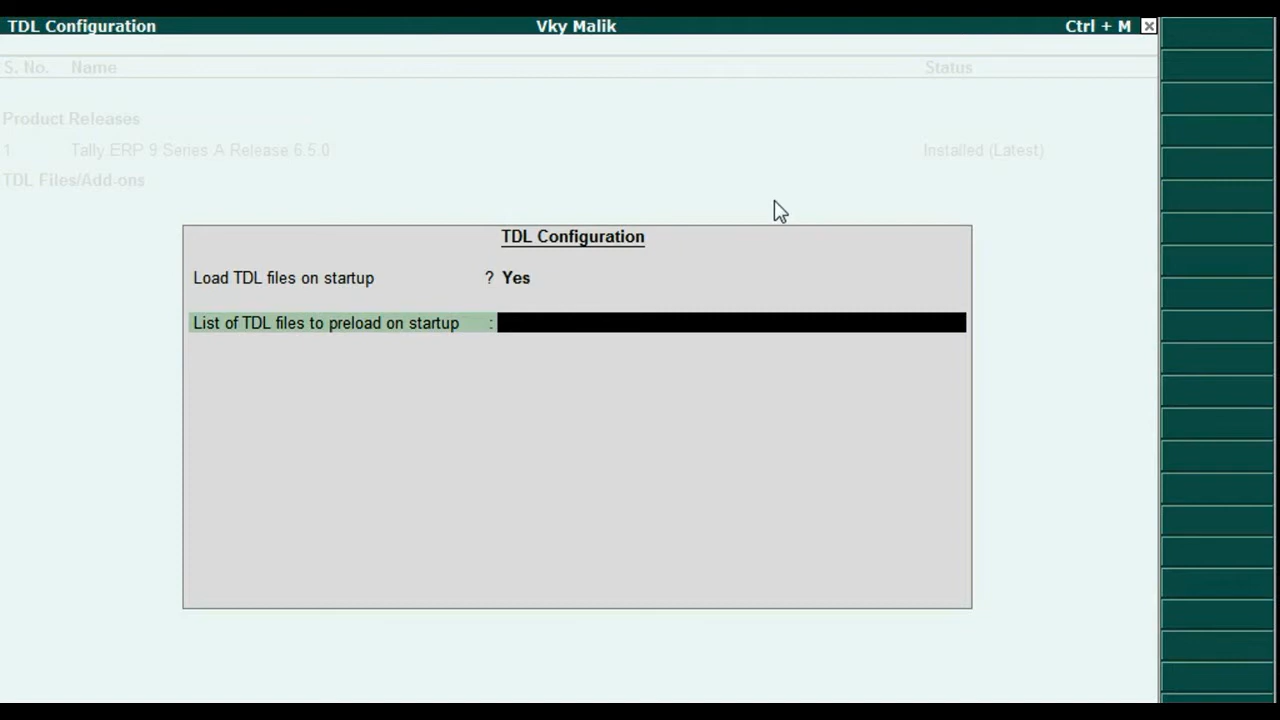 TDL Configuration Vky Malik Ctrl + M
S. No. Name Status
Product Releases
1 Tally.ERP 9 Series A Release 6.5.0 Installed (Latest)
TDL Files/Add-ons
TDL Configuration
Load TDL files on startup ? Yes
List of TDL files to preload on startup :